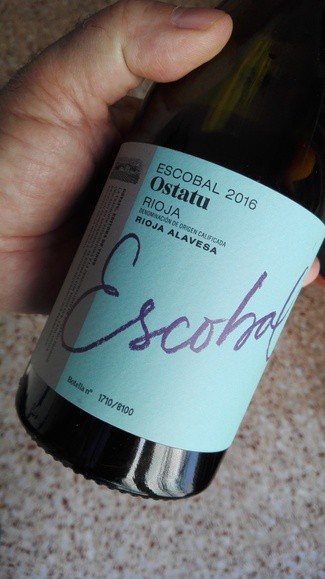 ESCOBAL 2016
Ostatu
RIOJA
DENOMINACIÓN DE ORIGEN CALIFICADA
RIOJA ALAVESA
Escobal
Botella nº 1710/8100